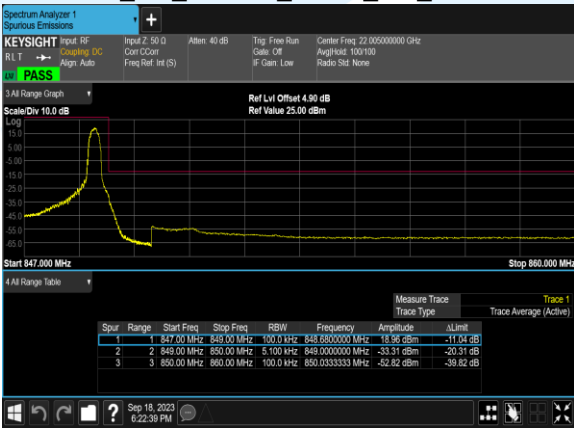 Spectrum Analyzer 1
Spurious Emissions
+
KEYSIGHT Input: RF Input Z: 50 Ω Atten: 40 dB Trig: Free Run Center Freq: 22.005000000 GHz
RLT Coupling: DC Corr CCorr Gate: Off Avg|Hold: 100/100
Align: Auto Freq Ref: Int (S) IF Gain: Low Radio Std: None
PASS
3 All Range Graph
Ref Lvl Offset 4.90 dB
Scale/Div 10.0 dB Ref Value 25.00 dBm
Log
15.0
5.00
-5.00
-15.0
-25.0
-35.0
-45.0
-55.0
-65.0
Start 847.000 MHz Stop 860.000 MHz
4 All Range Table
Measure Trace Trace 1
Trace Type Trace Average (Active)
Spur Range Start Freq Stop Freq RBW Frequency Amplitude ΔLimit
1 1 847.00 MHz 849.00 MHz 100.0 kHz 848.6800000 MHz 18.96 dBm -11.04 dB
2 2 849.00 MHz 850.00 MHz 5.100 kHz 849.0000000 MHz -33.31 dBm -20.31 dB
3 3 850.00 MHz 860.00 MHz 100.0 kHz 850.0333333 MHz -52.82 dBm -39.82 dB
? Sep 18, 2023
6:22:39 PM